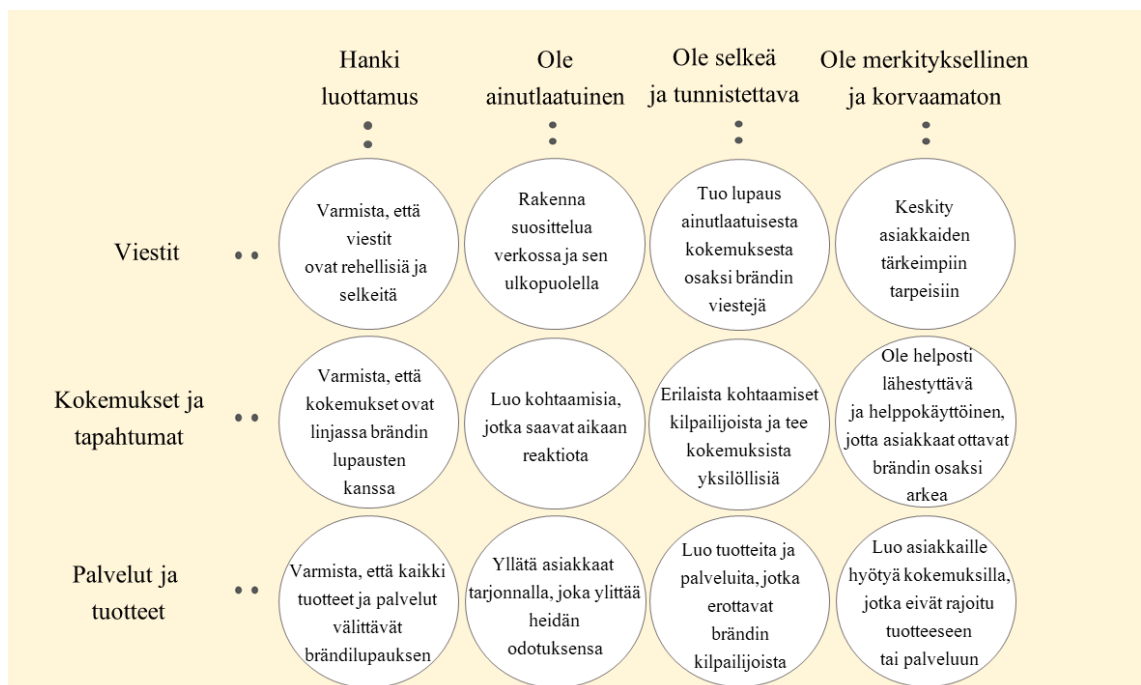 Hanki
luottamus
Ole
ainutlaatuinen
Ole selkeä
ja tunnistettava
Ole merkityksellinen
ja korvaamaton
Viestit
Varmista, että
viestit
ovat rehellisiä ja
selkeitä
Rakenna
suosittelua
verkossa ja sen
ulkopuolella
Tuo lupaus
ainutlaatuisesta
kokemuksesta
osaksi brändin
viestejä
Keskity
asiakkaiden
tärkeimpiin
tarpeisiin
Kokemukset ja
tapahtumat
Varmista, että
kokemukset ovat
linjassa brändin
lupausten
kanssa
Luo kohtaamisia,
jotka saavat aikaan
reaktiota
Erilaista kohtaamiset
kilpailijoista ja tee
kokemuksista
yksilöllisiä
Ole helposti
lähestyttävä
ja helppokäyttöinen,
jotta asiakkaat ottavat
brändin osaksi
arkea
Palvelut ja
tuotteet
Varmista, että kaikki
tuotteet ja palvelut
välittävät
brändilupauksen
Yllätä asiakkaat
tarjonnalla, joka ylittää
heidän
odotuksensa
Luo tuotteita ja
palveluita, jotka
erottavat
brändin
kilpailijoista
Luo asiakkaille
hyötyä kokemuksilla,
jotka eivät rajoitu
tuotteeseen
tai palveluun